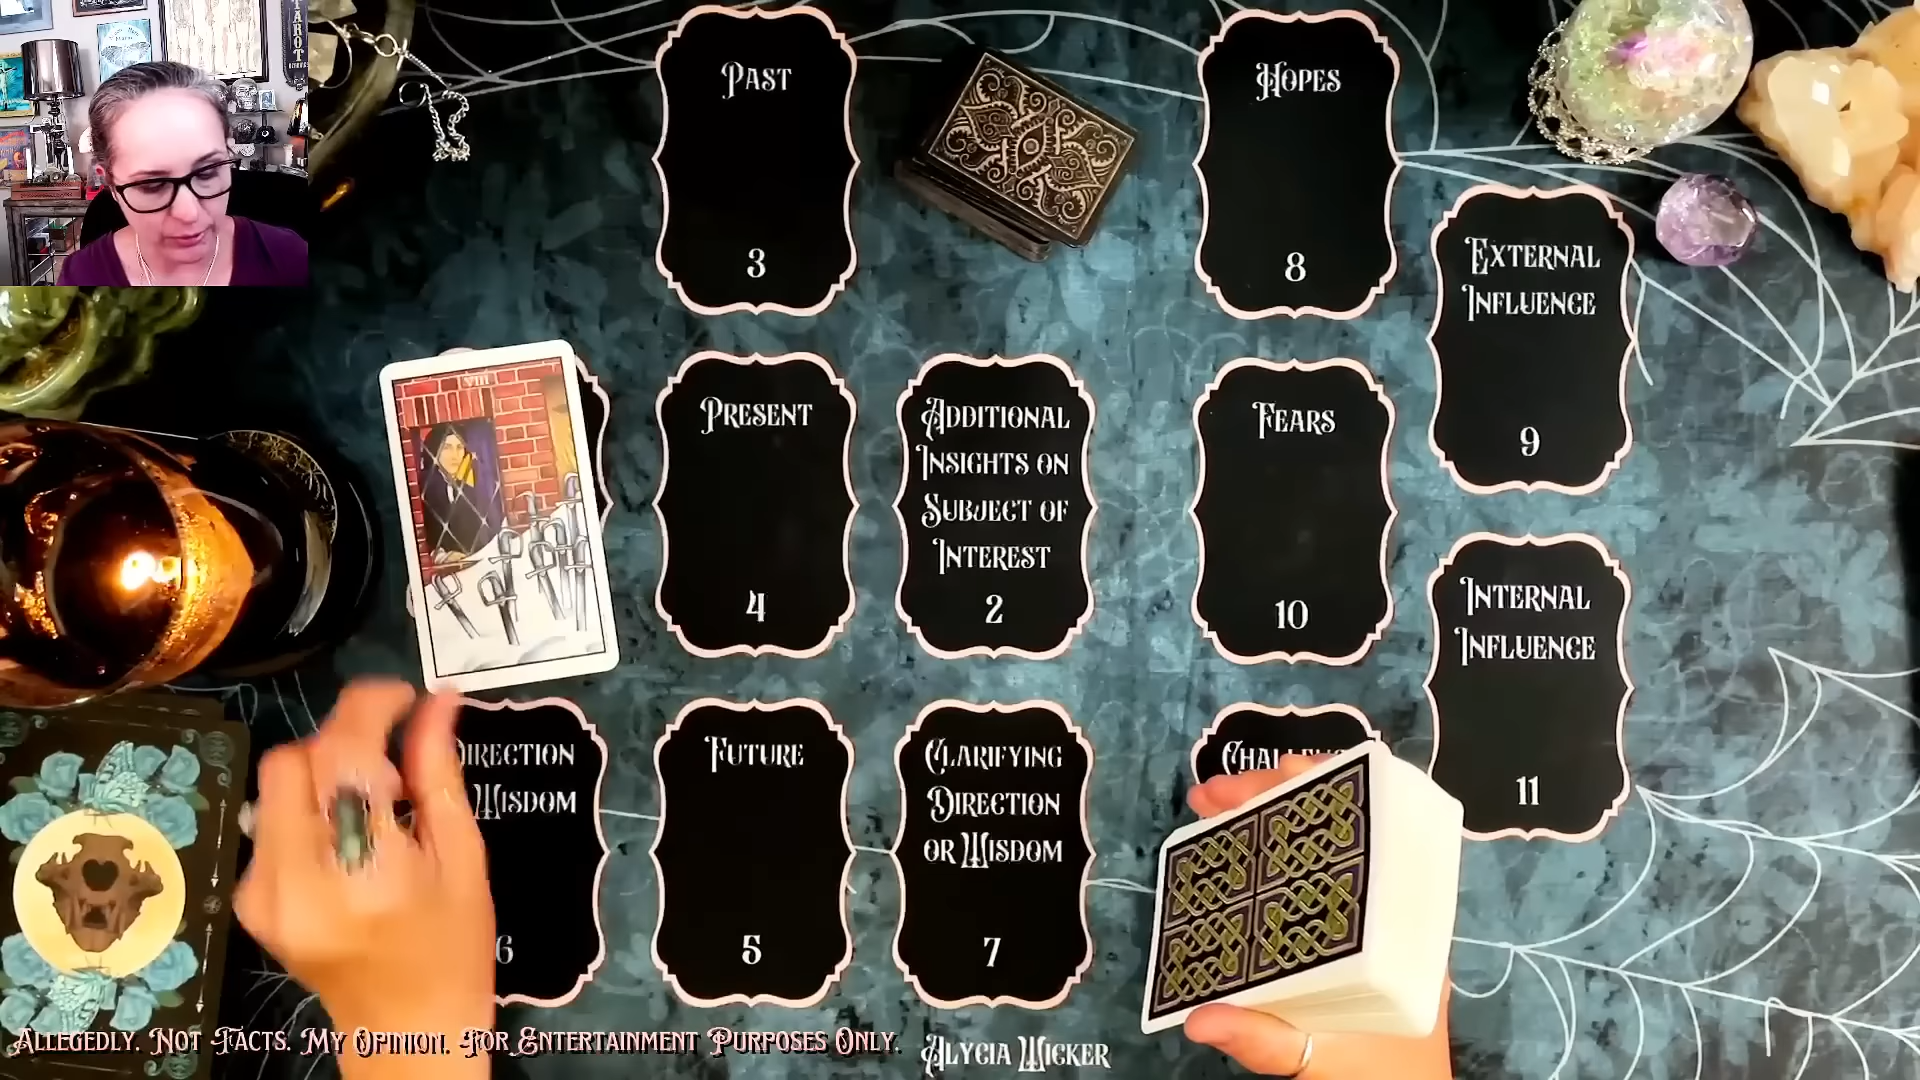 TAROT
PAST
3
HOPES
8
EXTERNAL
INFLUENCE
9
VIII
PRESENT
4
ADDITIONAL
INSIGHTS ON
SUBJECT OF
INTEREST
2
FEARS
10
INTERNAL
INFLUENCE
11
DIRECTION
WISDOM
6
FUTURE
5
CLARIFYING
DIRECTION
OR WISDOM
7
ALLEGEDLY. NOT FACTS. MY OPINION. FOR ENTERTAINMENT PURPOSES ONLY.
ALYCIA WICKER